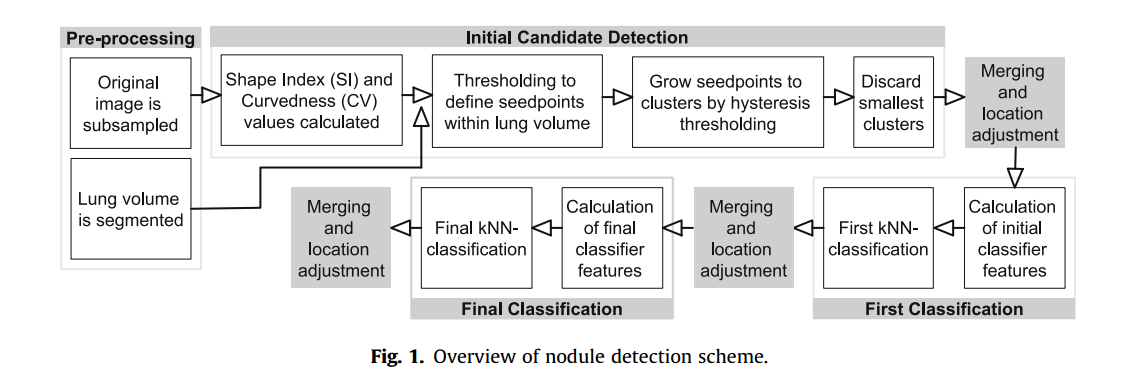 Pre-processing
Original
image is
subsampled
Lung volume
is segmented
Initial Candidate Detection
Shape Index (SI) and
Curvedness (CV)
values calculated
Thresholding to
define seedpoints
within lung volume
Grow seedpoints to
clusters by hysteresis
thresholding
Discard
smallest
clusters
Merging
and
location
adjustment
Calculation
of initial
classifier
features
First kNN-
classification
First Classification
Merging
and
location
adjustment
Calculation
of final
classifier
features
Final kNN-
classification
Final Classification
Merging
and
location
adjustment
Fig. 1. Overview of nodule detection scheme.